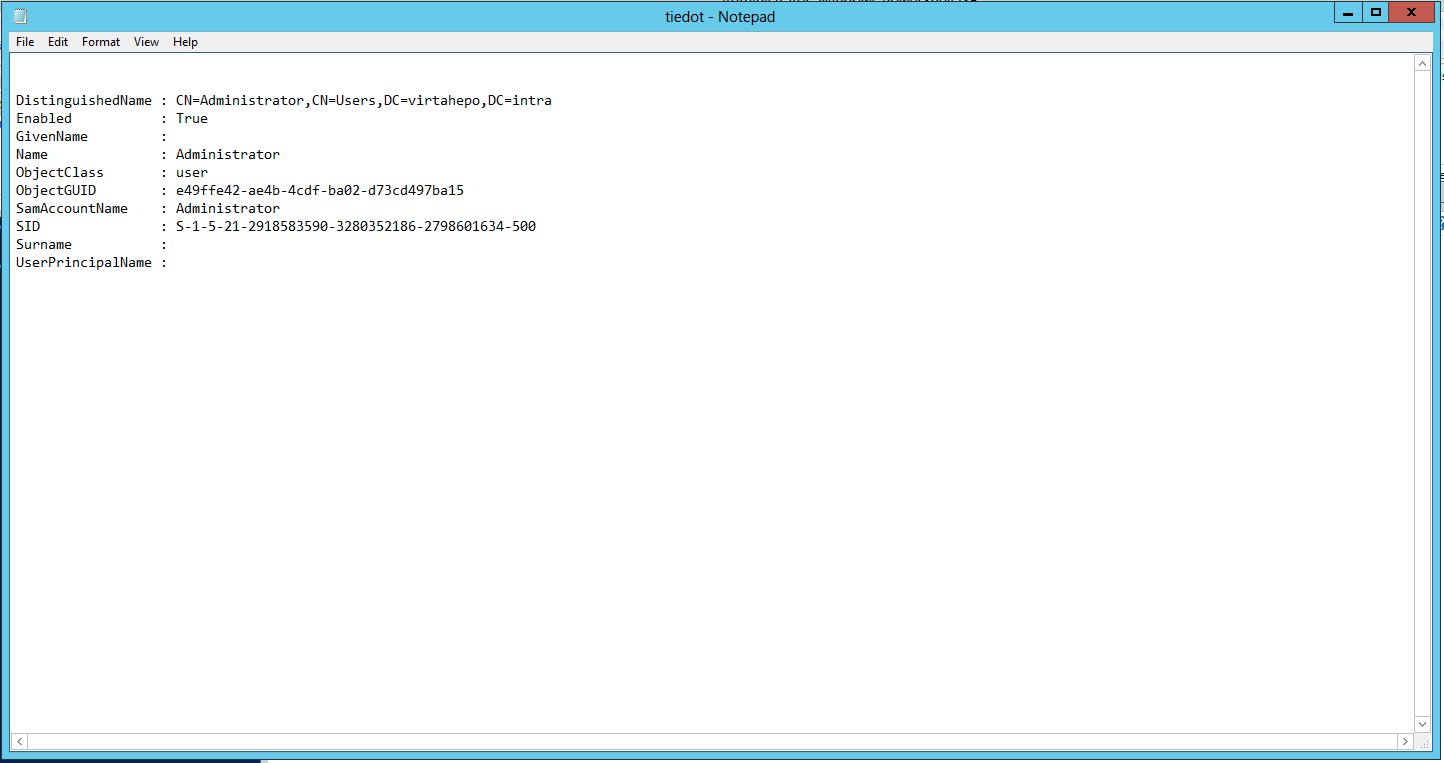 tiedot - Notepad
File Edit Format View Help
DistinguishedName : CN=Administrator,CN=Users,DC=virtahepo,DC=intra
Enabled           : True
GivenName         :
Name              : Administrator
ObjectClass       : user
ObjectGUID        : e49ffe42-ae4b-4cdf-ba02-d73cd497ba15
SamAccountName    : Administrator
SID               : S-1-5-21-2918583590-3280352186-2798601634-500
Surname           :
UserPrincipalName :